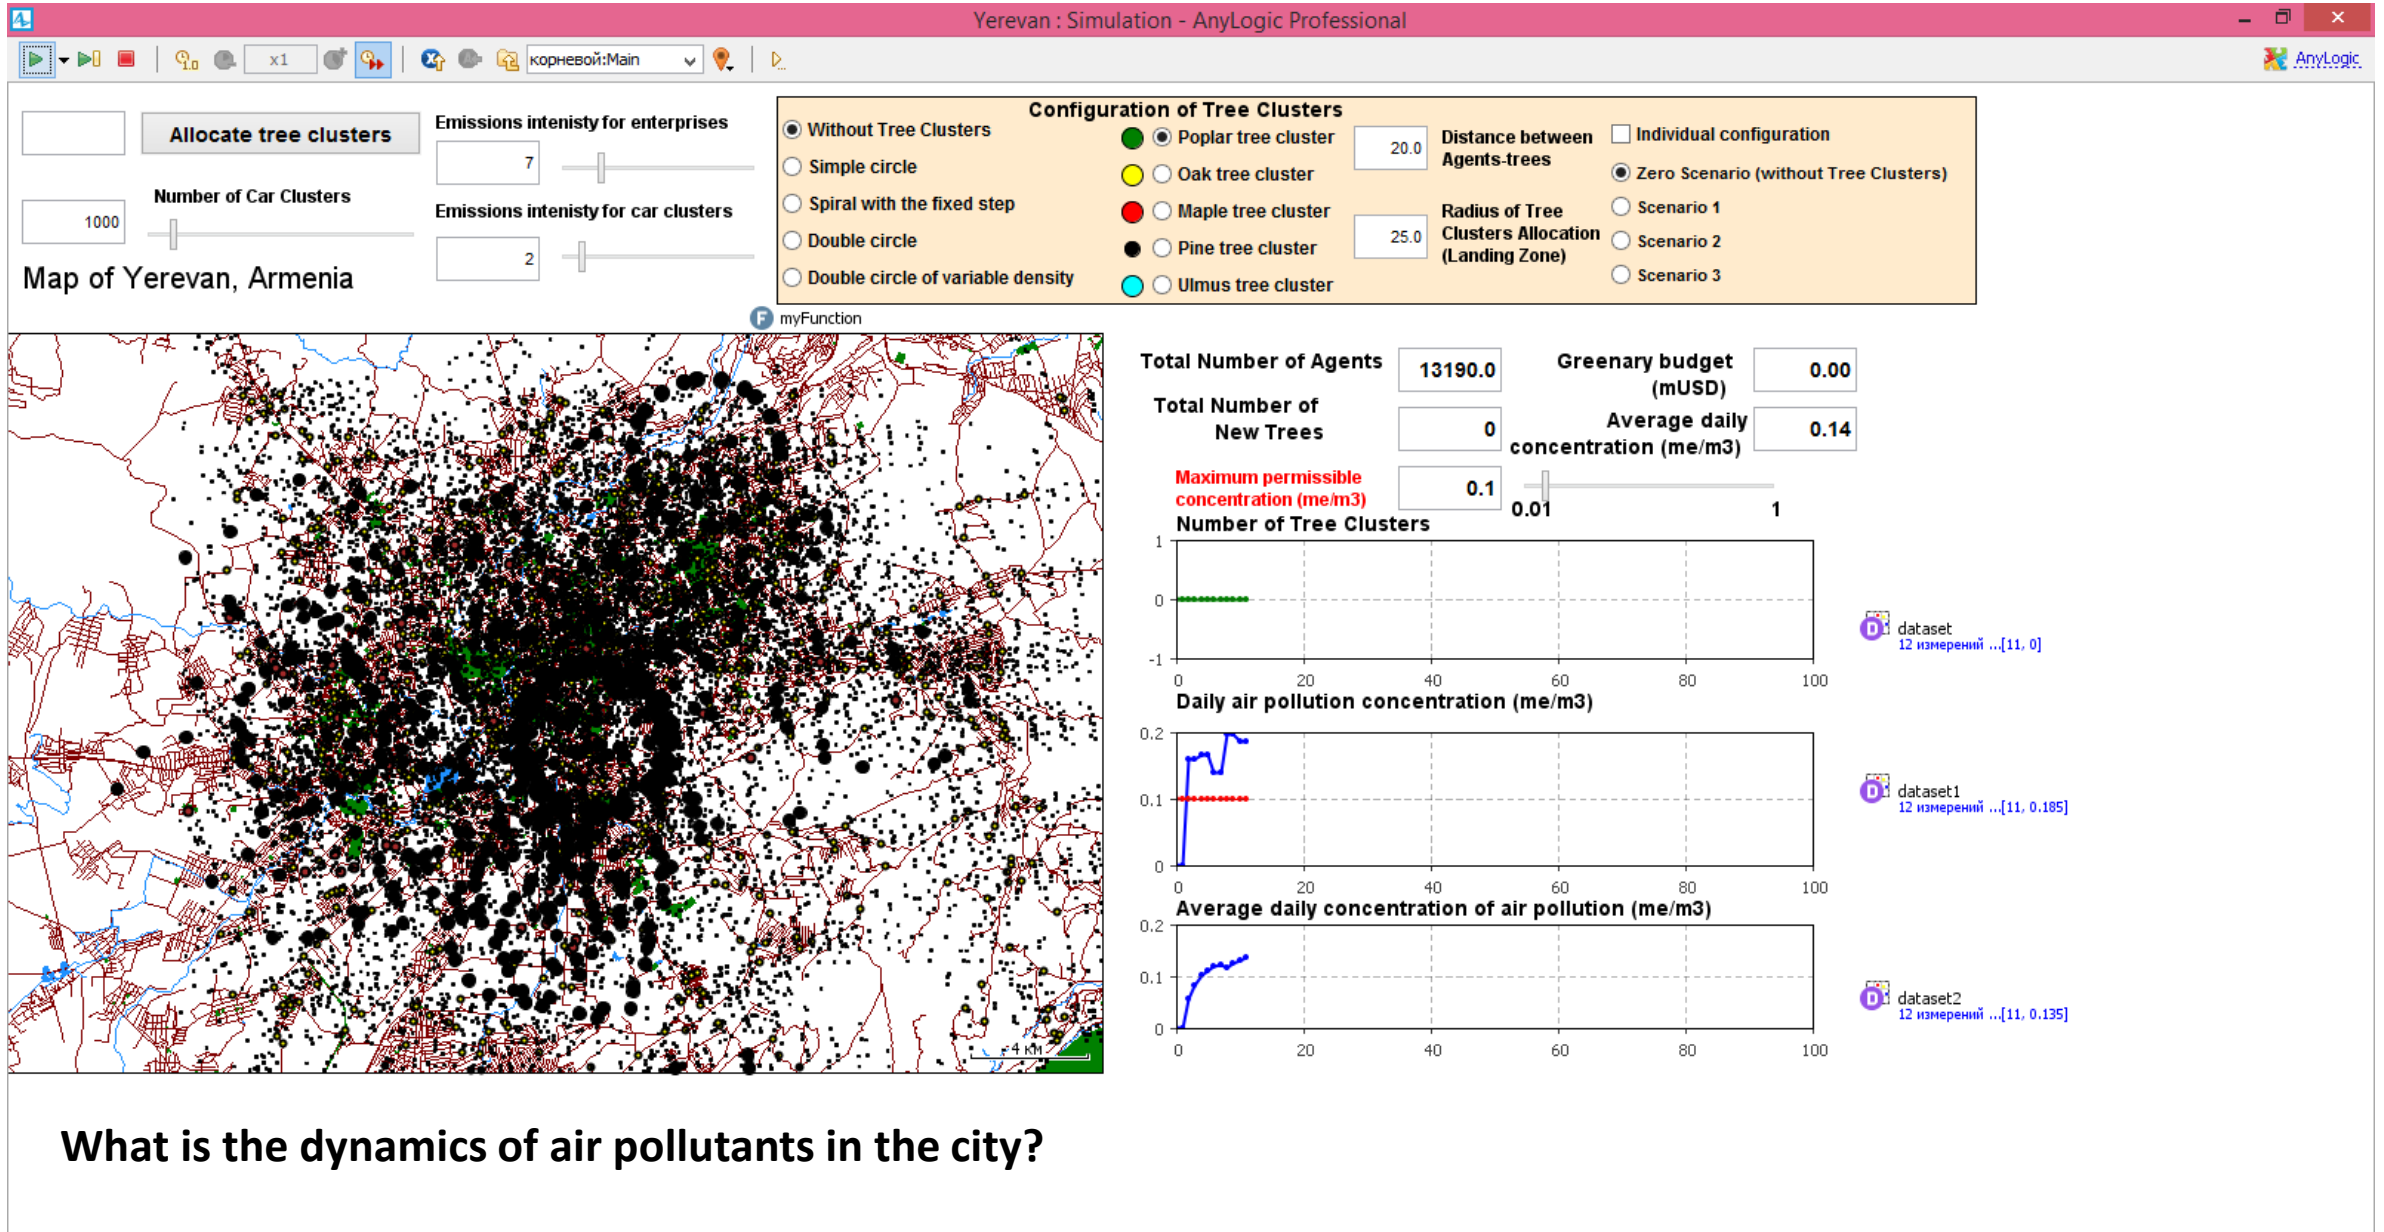 Yerevan : Simulation - AnyLogic Professional
x1
корневой:Main
AnyLogic
Allocate tree clusters
Number of Car Clusters
1000
Map of Yerevan, Armenia
Emissions intenisty for enterprises
7
Emissions intenisty for car clusters
2
Configuration of Tree Clusters
Without Tree Clusters
Simple circle
Spiral with the fixed step
Double circle
Double circle of variable density
Poplar tree cluster
Oak tree cluster
Maple tree cluster
Pine tree cluster
Ulmus tree cluster
20.0
Distance between
Agents-trees
25.0
Radius of Tree
Clusters Allocation
(Landing Zone)
Individual configuration
Zero Scenario (without Tree Clusters)
Scenario 1
Scenario 2
Scenario 3
F myFunction
4 км
Total Number of Agents
13190.0
Greenary budget
(mUSD)
0.00
Total Number of
New Trees
0
Average daily
concentration (me/m3)
0.14
Maximum permissible
concentration (me/m3)
0.1
0.01
1
Number of Tree Clusters
1
0
-1
0 20 40 60 80 100
D dataset
12 измерений ...[11, 0]
Daily air pollution concentration (me/m3)
0.2
0.1
0
0 20 40 60 80 100
D dataset1
12 измерений ...[11, 0.185]
Average daily concentration of air pollution (me/m3)
0.2
0.1
0
0 20 40 60 80 100
D dataset2
12 измерений ...[11, 0.135]
What is the dynamics of air pollutants in the city?